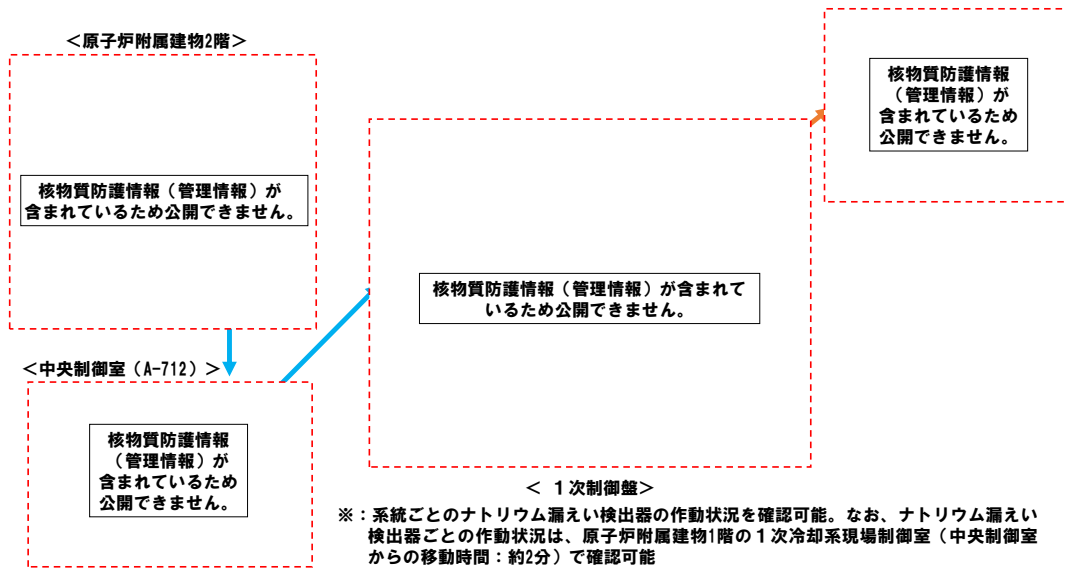 ＜原子炉附属建物2階＞
核物質防護情報（管理情報）が
含まれているため公開できません。
＜中央制御室（A-712）＞
核物質防護情報
（管理情報）が
含まれているため
公開できません。
核物質防護情報（管理情報）が含まれて
いるため公開できません。
＜ １次制御盤＞
核物質防護情報
（管理情報）が
含まれているため
公開できません。
※：系統ごとのナトリウム漏えい検出器の作動状況を確認可能。なお、ナトリウム漏えい
検出器ごとの作動状況は、原子炉附属建物1階の１次冷却系現場制御室（中央制御室
からの移動時間：約2分）で確認可能